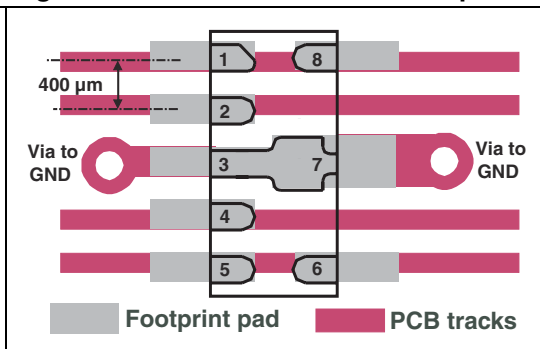 1
8
400 µm
2
Via to
GND
3
7
Via to
GND
4
5
6
Footprint pad
PCB tracks